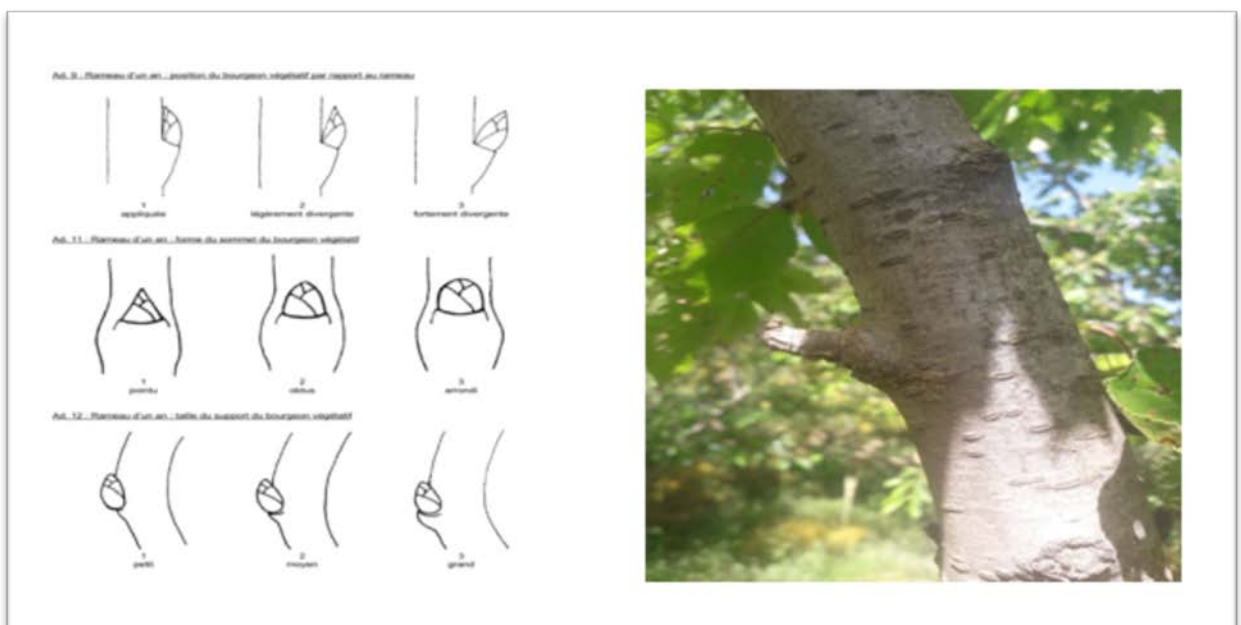 Ad. 9 : Rameau d'un an : position du bourgeon végétatif par rapport au rameau
1 2 3
appliquée légèrement divergente fortement divergente
Ad. 11 : Rameau d'un an : forme du sommet du bourgeon végétatif
1 2 3
pointu obtus arrondi
Ad. 12 : Rameau d'un an : taille du support du bourgeon végétatif
1 2 3
petit moyen grand